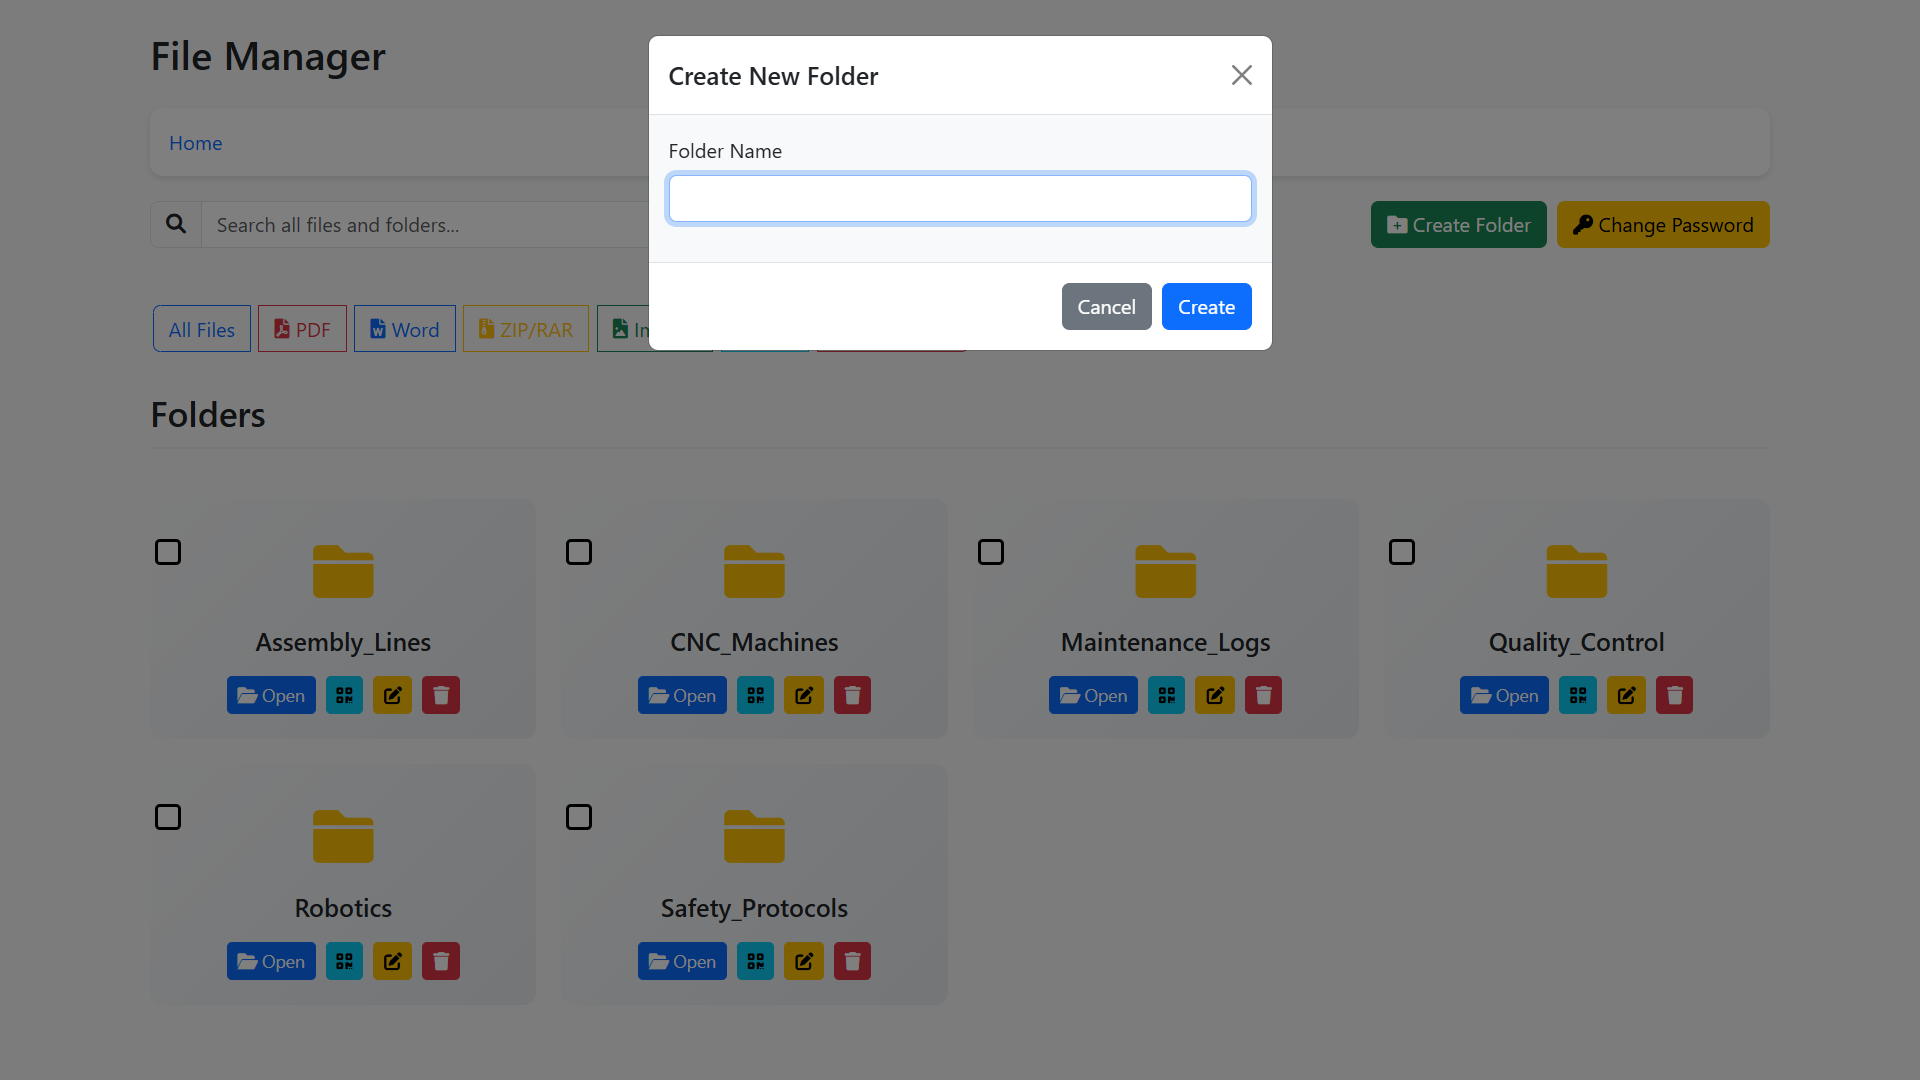 File Manager
Create New Folder
Home
Folder Name
Search all files and folders...
Create Folder
Change Password
Cancel
Create
All Files
PDF
Word
ZIP/RAR
Folders
Assembly_Lines
CNC_Machines
Maintenance_Logs
Quality_Control
Open
Open
Open
Open
Robotics
Safety_Protocols
Open
Open